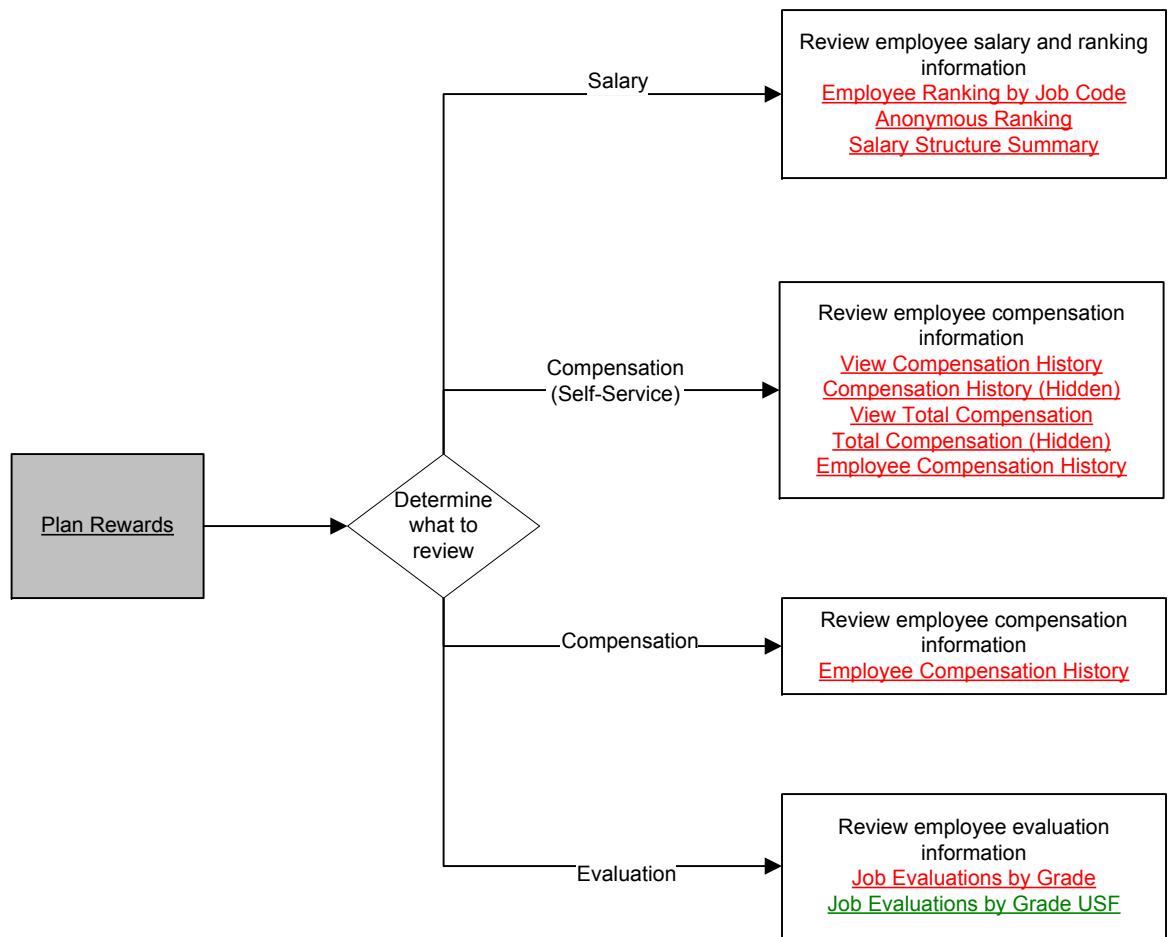 Review employee salary and ranking
information
Employee Ranking by Job Code
Anonymous Ranking
Salary Structure Summary
Salary
Review employee compensation
information
View Compensation History
Compensation History (Hidden)
View Total Compensation
Total Compensation (Hidden)
Employee Compensation History
Compensation
(Self-Service)
Plan Rewards
Determine
what to
review
Compensation
Review employee compensation
information
Employee Compensation History
Evaluation
Review employee evaluation
information
Job Evaluations by Grade
Job Evaluations by Grade USF